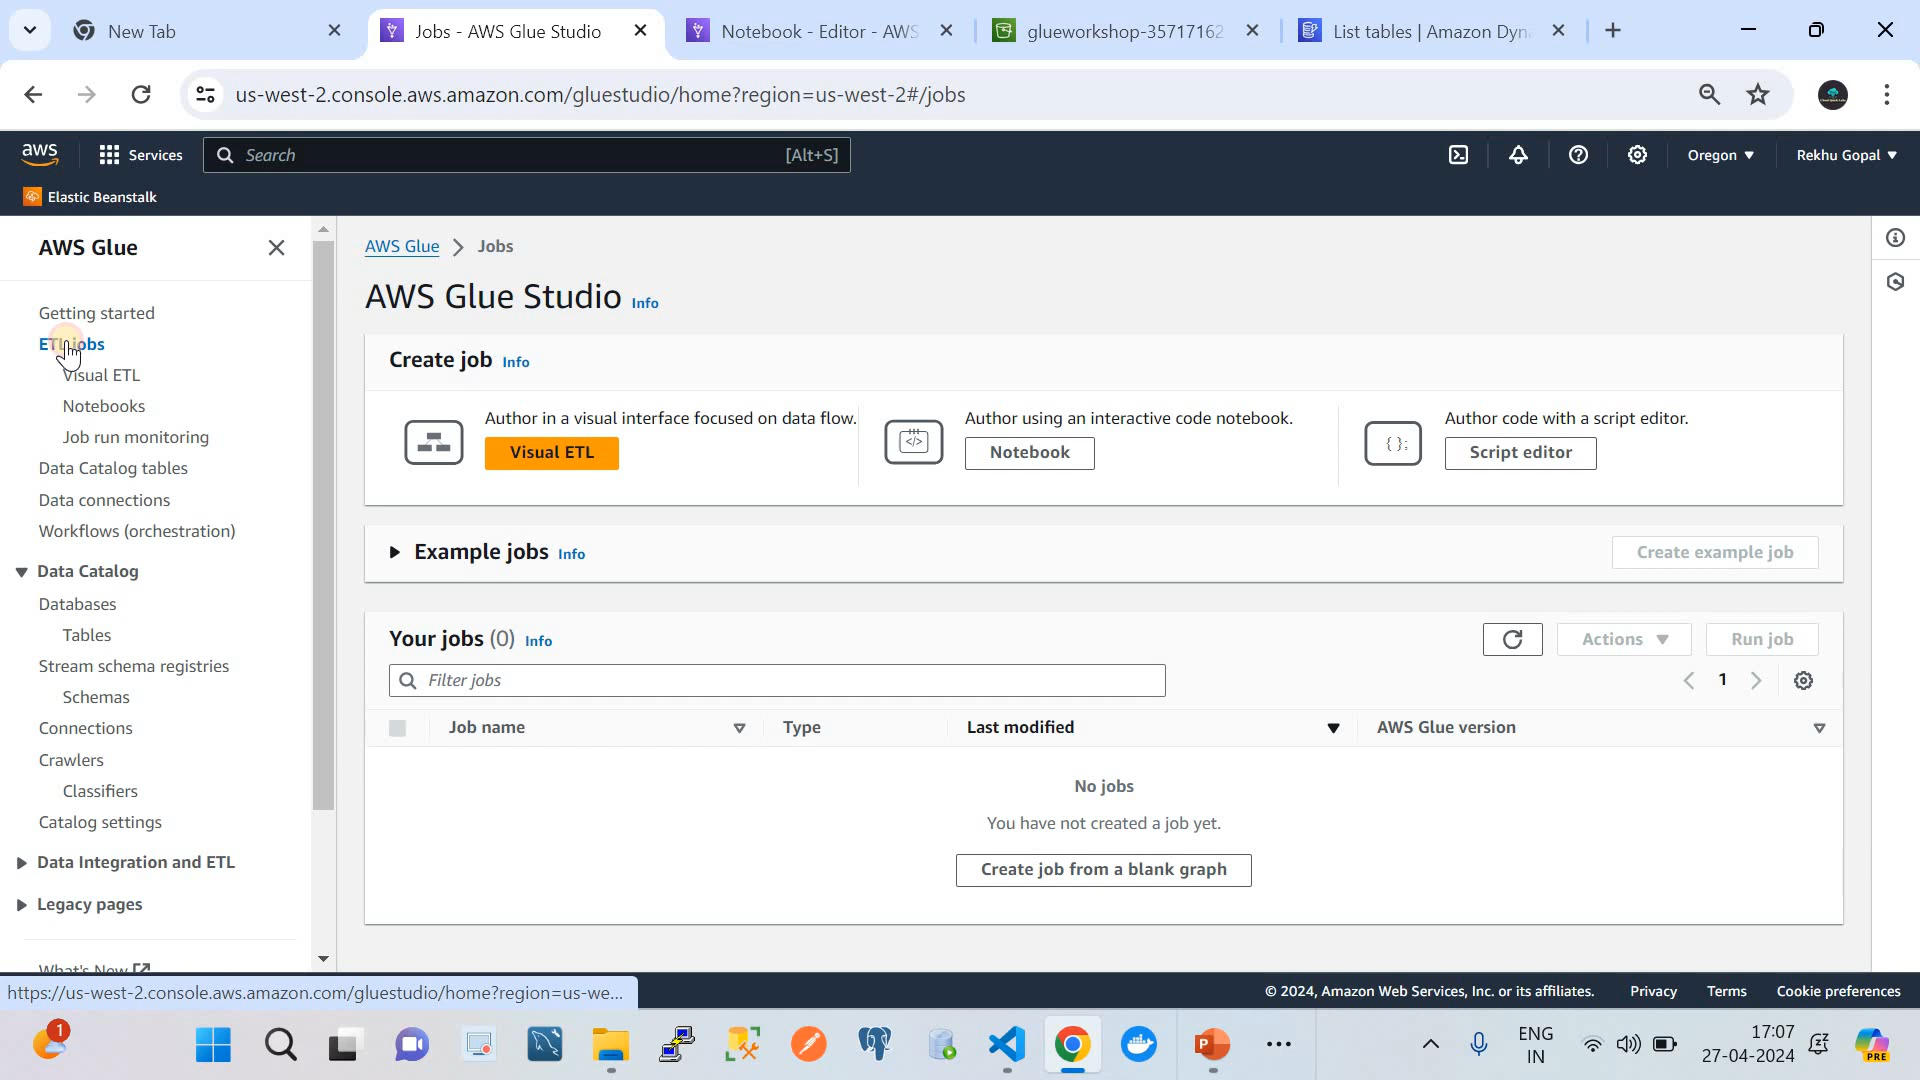 New Tab
Jobs - AWS Glue Studio
Notebook - Editor - AWS
glueworkshop-35717162
List tables | Amazon Dyn
us-west-2.console.aws.amazon.com/gluestudio/home?region=us-west-2#/jobs
aws
Services
Search
[Alt+S]
Oregon
Rekhu Gopal
Elastic Beanstalk
AWS Glue
Getting started
ETL jobs
Visual ETL
Notebooks
Job run monitoring
Data Catalog tables
Data connections
Workflows (orchestration)
Data Catalog
Databases
Tables
Stream schema registries
Schemas
Connections
Crawlers
Classifiers
Catalog settings
Data Integration and ETL
Legacy pages
What's New
AWS Glue > Jobs
AWS Glue Studio Info
Create job Info
Author in a visual interface focused on data flow.
Visual ETL
Author using an interactive code notebook.
Notebook
Author code with a script editor.
Script editor
Example jobs Info
Create example job
Your jobs (0) Info
Actions
Run job
Filter jobs
1
Job name
Type
Last modified
AWS Glue version
No jobs
You have not created a job yet.
Create job from a blank graph
https://us-west-2.console.aws.amazon.com/gluestudio/home?region=us-we...
© 2024, Amazon Web Services, Inc. or its affiliates.
Privacy
Terms
Cookie preferences
1
ENG
IN
17:07
27-04-2024
PRE